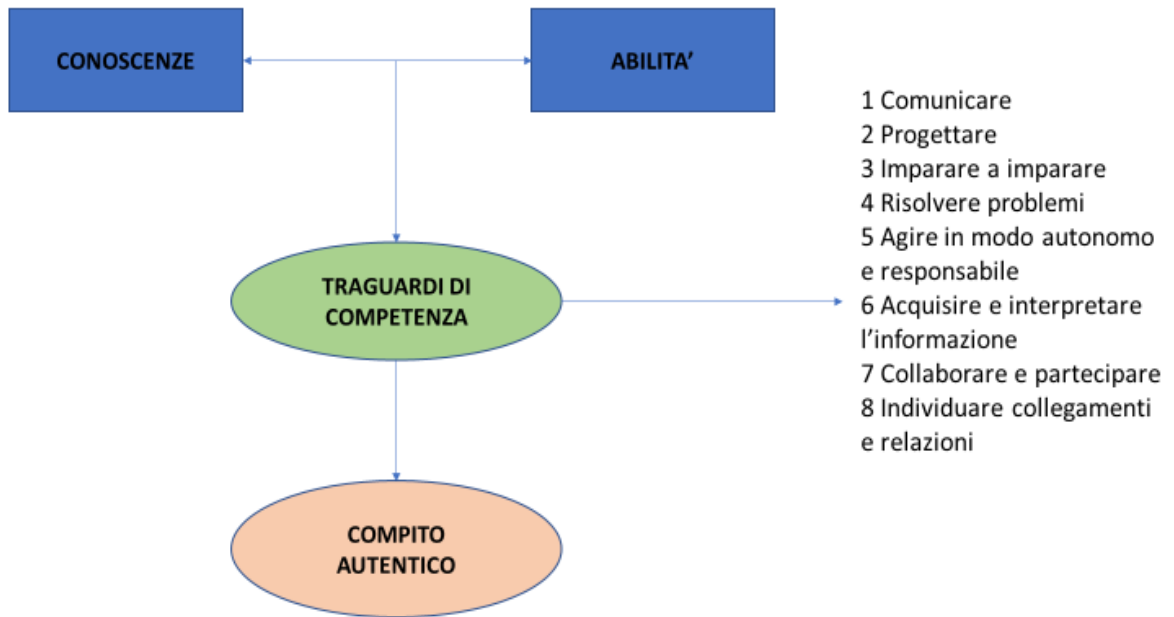 CONOSCENZE
ABILITA’
1 Comunicare
2 Progettare
3 Imparare a imparare
4 Risolvere problemi
5 Agire in modo autonomo
e responsabile
6 Acquisire e interpretare
l’informazione
7 Collaborare e partecipare
8 Individuare collegamenti
e relazioni
TRAGUARDI DI
COMPETENZA
COMPITO
AUTENTICO